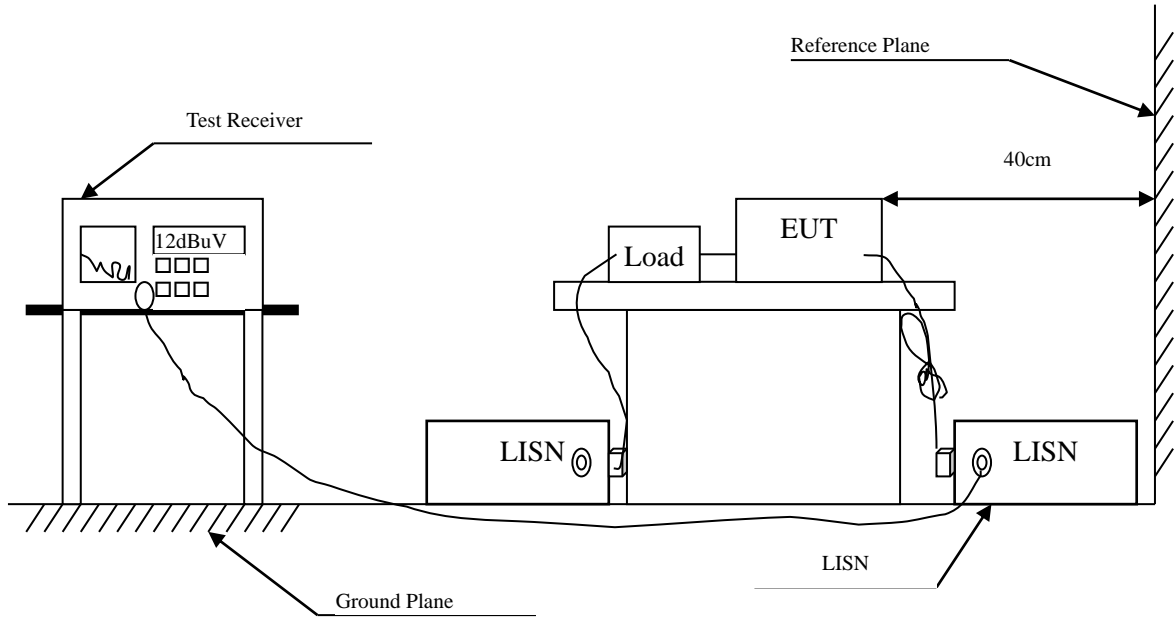 Reference Plane
Test Receiver
40cm
12dBuV
Load
EUT
LISN
LISN
LISN
Ground Plane